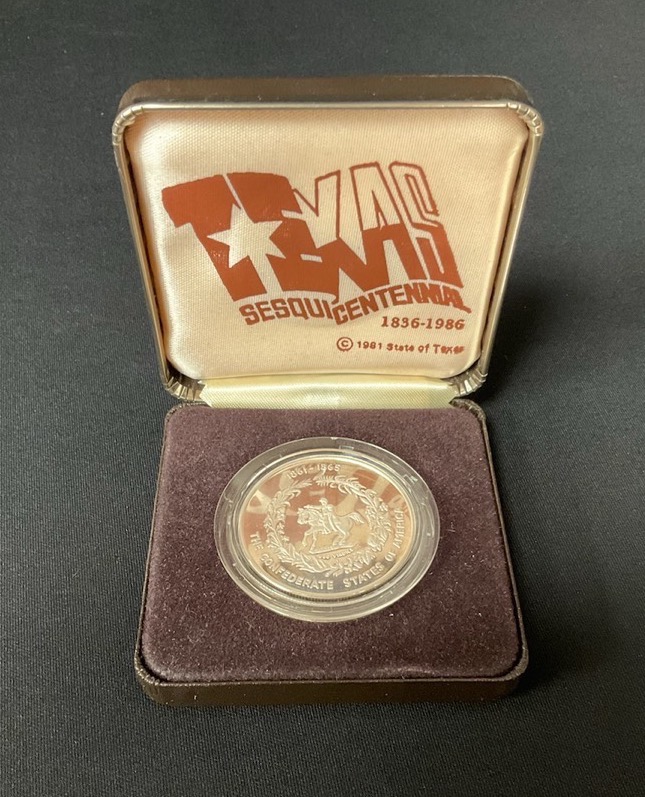 TEXAS
SESQUICENTENNIAL
1836-1986
© 1981 State of Texas
1861-1865
THE CONFEDERATE STATES OF AMERICA